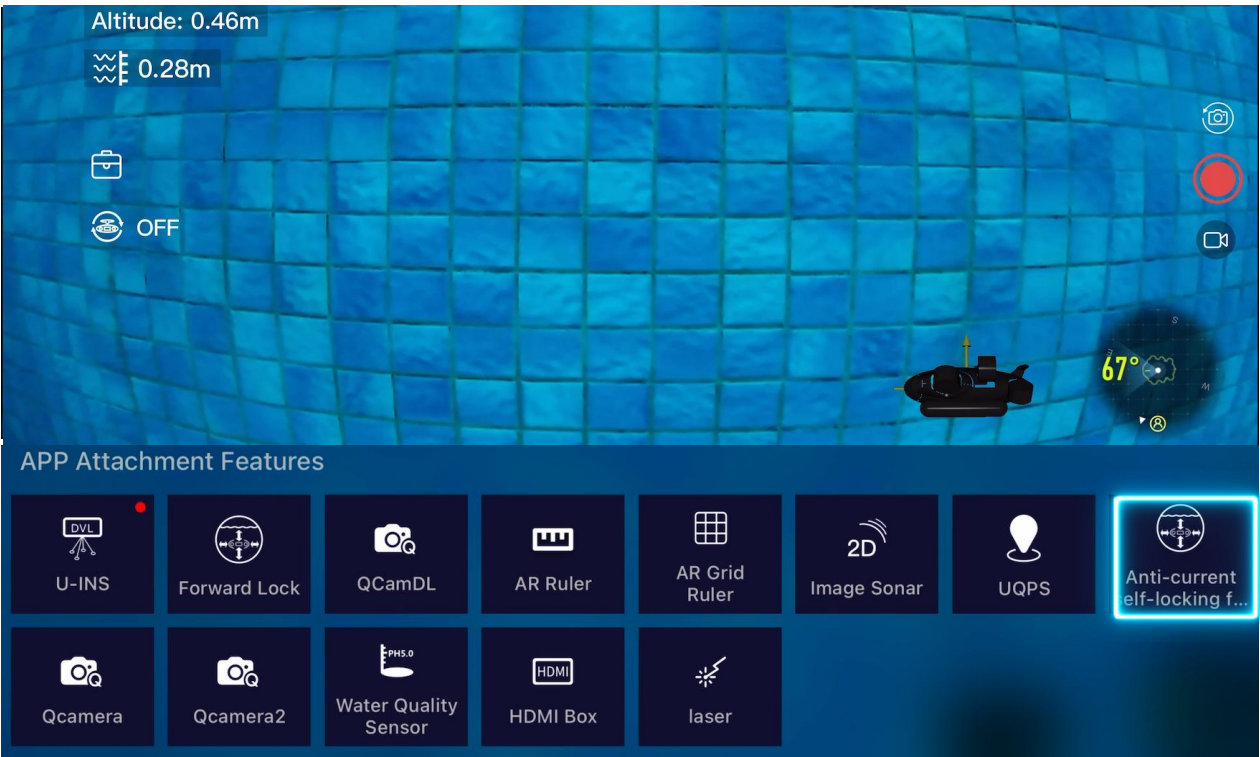 Altitude: 0.46m
0.28m
OFF
S
E
67°
W
APP Attachment Features
DVL
U-INS
Forward Lock
QCamDL
AR Ruler
AR Grid
Ruler
2D
Image Sonar
UQPS
Anti-current
elf-locking f...
Qcamera
Qcamera2
PH5.0
Water Quality
Sensor
HDMI
HDMI Box
laser